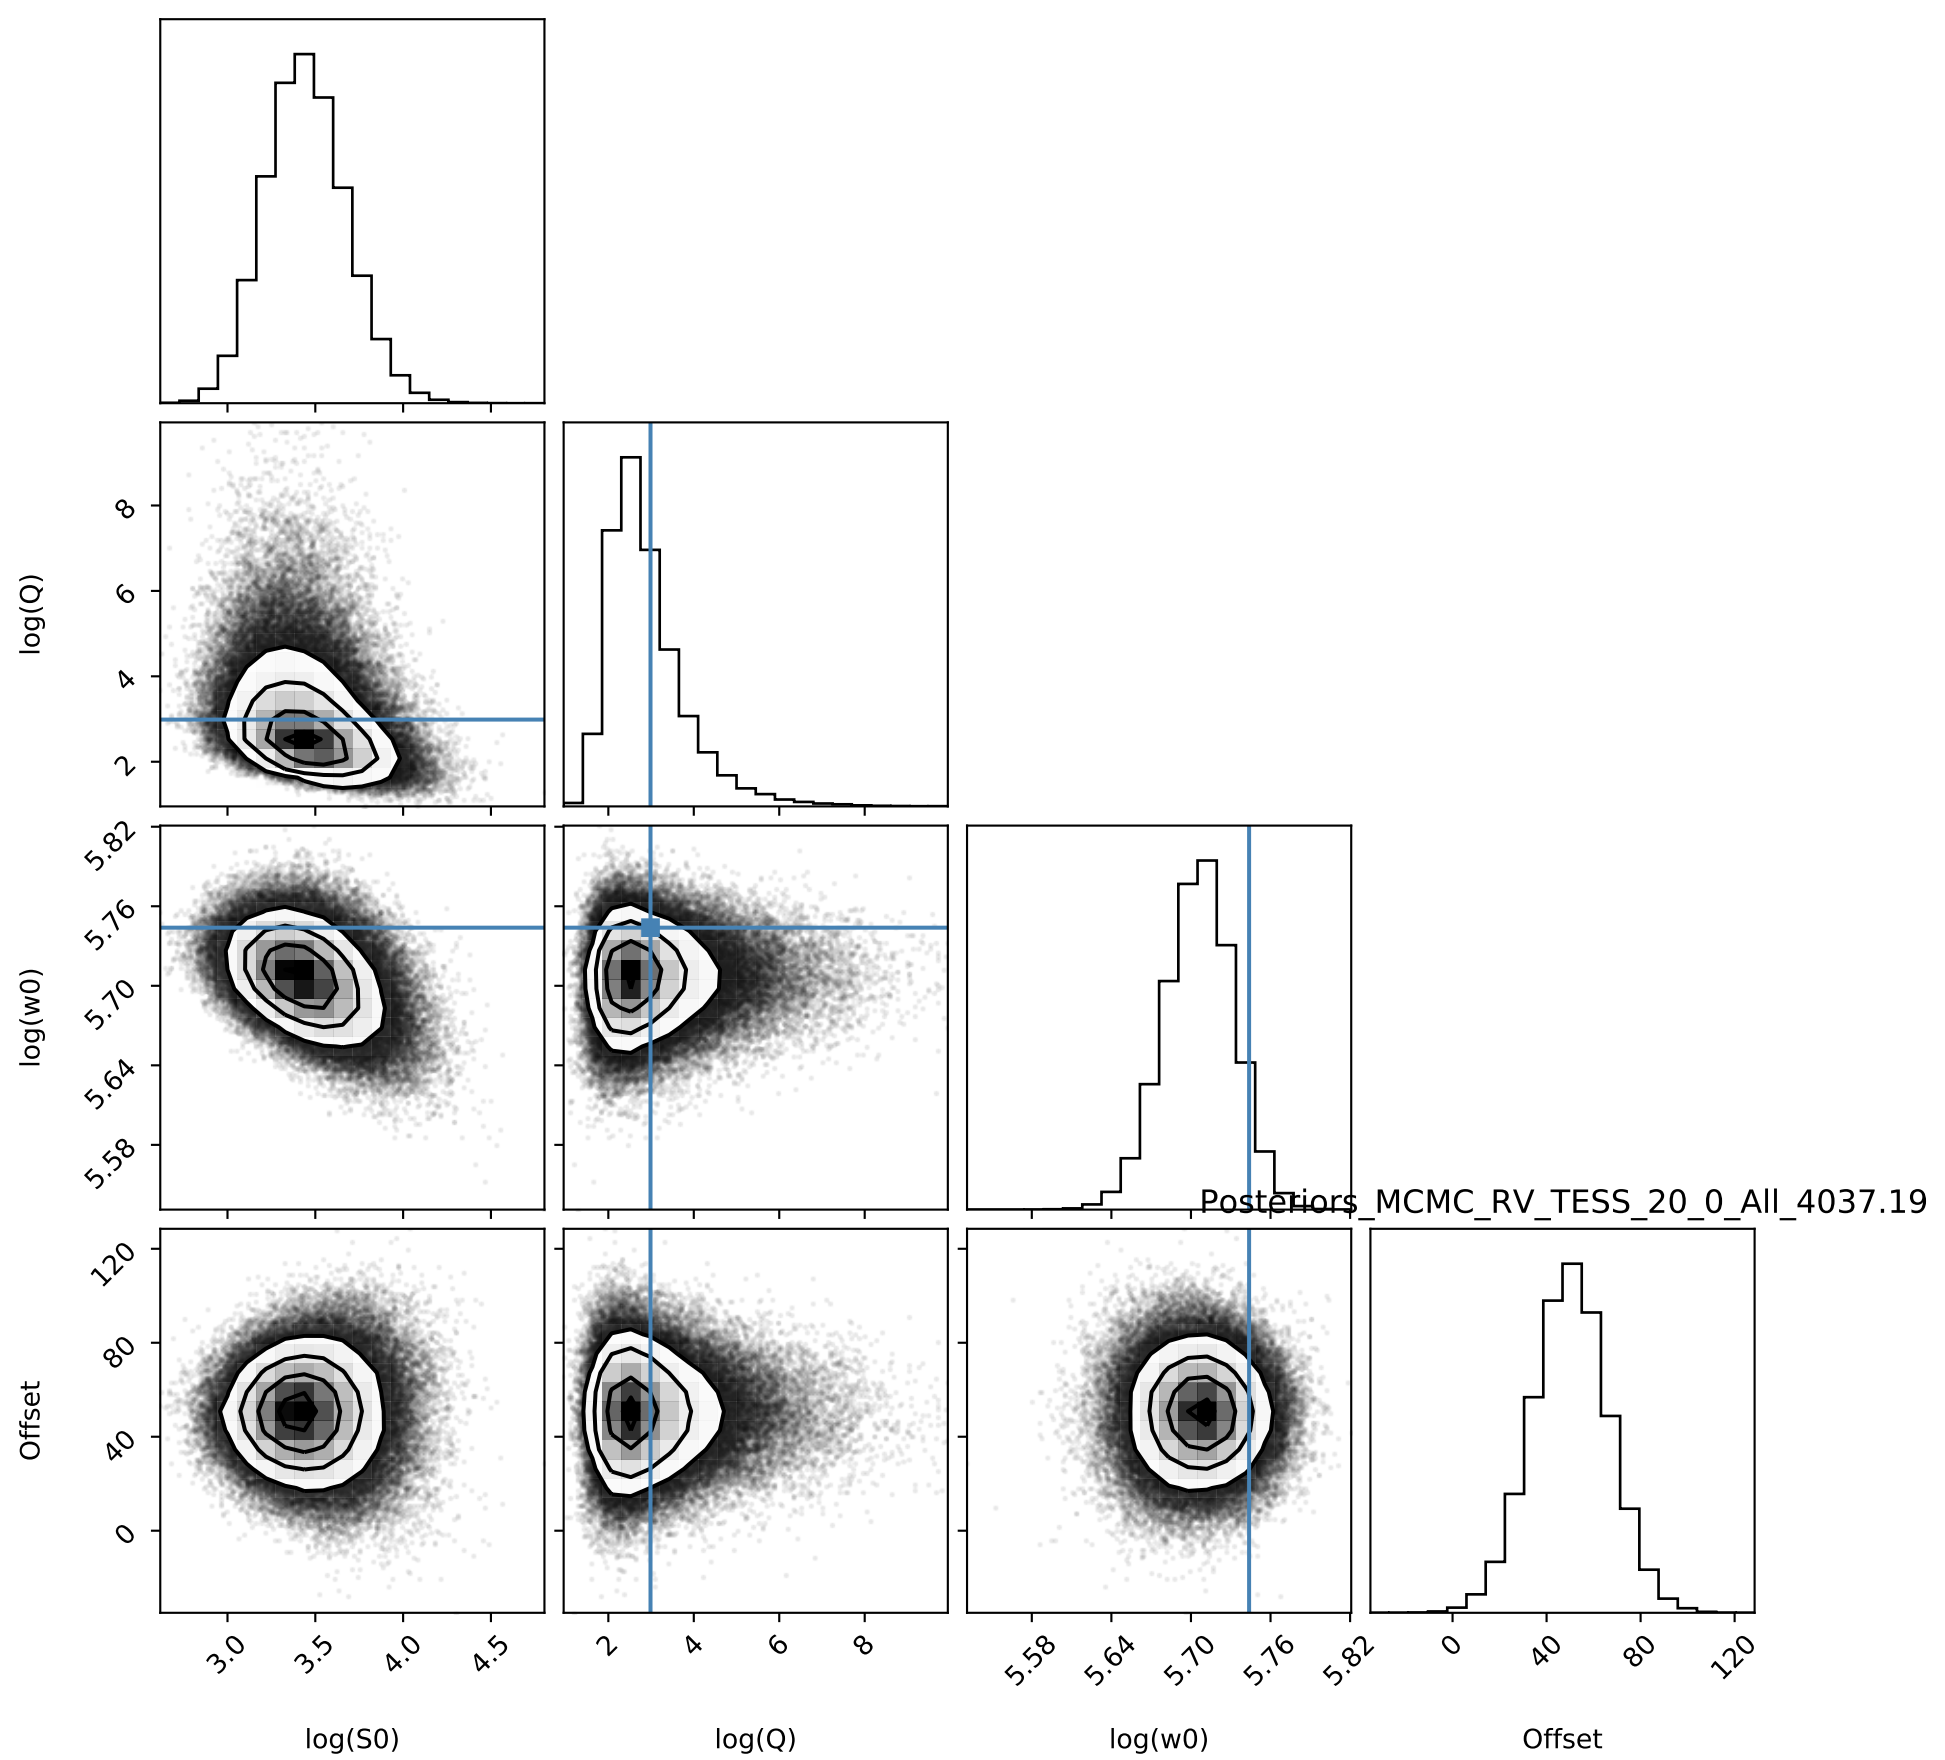 8
6
4
2
log(Q)
5.82
5.76
5.70
5.64
5.58
log(w0)
Posteriors_MCMC_RV_TESS_20_0_All_4037.19
120
80
40
0
Offset
3.0 3.5 4.0 4.5
2 4 6 8
5.58 5.64 5.70 5.76 5.82
0 40 80 120
log(S0) log(Q) log(w0) Offset